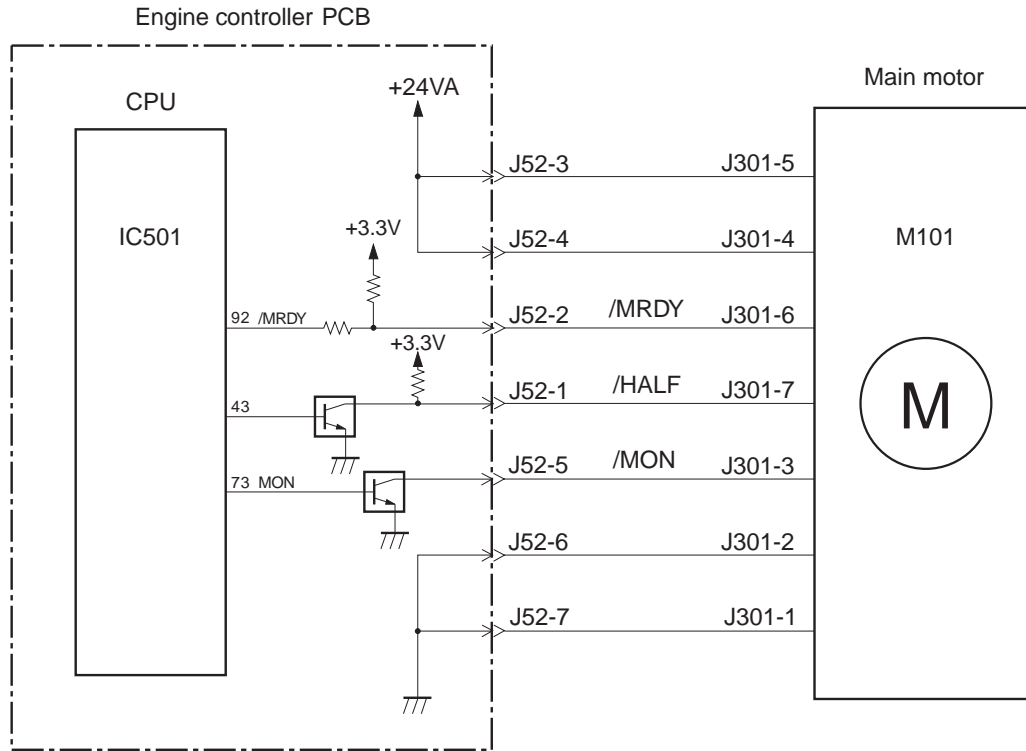 Engine controller PCB
Main motor
CPU
+24VA
J52-3 J301-5
IC501
+3.3V
J52-4 J301-4
M101
92 /MRDY
J52-2 /MRDY J301-6
+3.3V
43
J52-1 /HALF J301-7
M
73 MON
J52-5 /MON J301-3
J52-6 J301-2
J52-7 J301-1